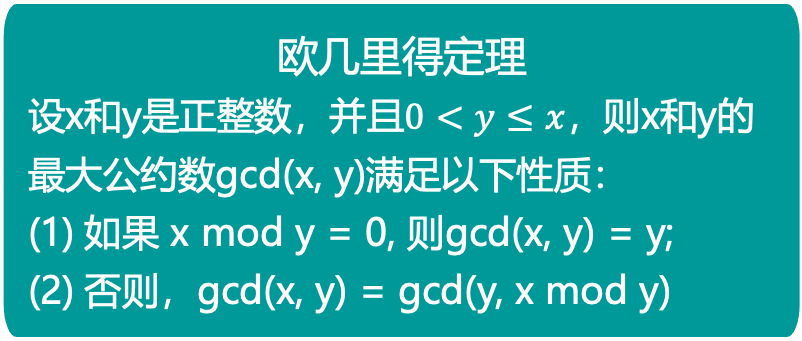 欧几里得定理
设x和y是正整数，并且0 < y ≤ x，则x和y的
最大公约数gcd(x, y)满足以下性质：
(1) 如果 x mod y = 0, 则gcd(x, y) = y;
(2) 否则，gcd(x, y) = gcd(y, x mod y)